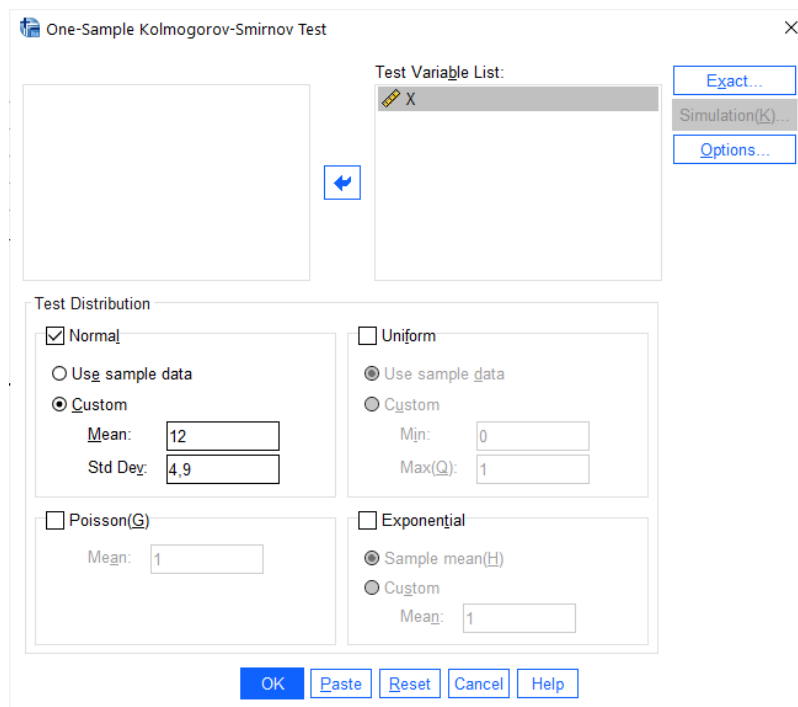 One-Sample Kolmogorov-Smirnov Test
Test Variable List:
X
Exact...
Simulation(K)...
Options...
Test Distribution
Normal
Use sample data
Custom
Mean: 12
Std Dev: 4,9
Uniform
Use sample data
Custom
Min: 0
Max(Q): 1
Poisson(G)
Mean: 1
Exponential
Sample mean(H)
Custom
Mean: 1
OK Paste Reset Cancel Help